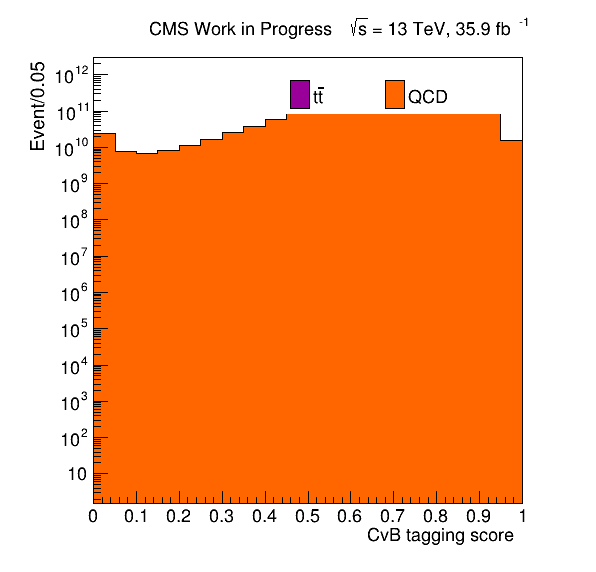 CMS Work in Progress √s = 13 TeV, 35.9 fb⁻¹
Event/0.05
tt̄ QCD
10¹²
10¹¹
10¹⁰
10⁹
10⁸
10⁷
10⁶
10⁵
10⁴
10³
10²
10
0 0.1 0.2 0.3 0.4 0.5 0.6 0.7 0.8 0.9 1
CvB tagging score